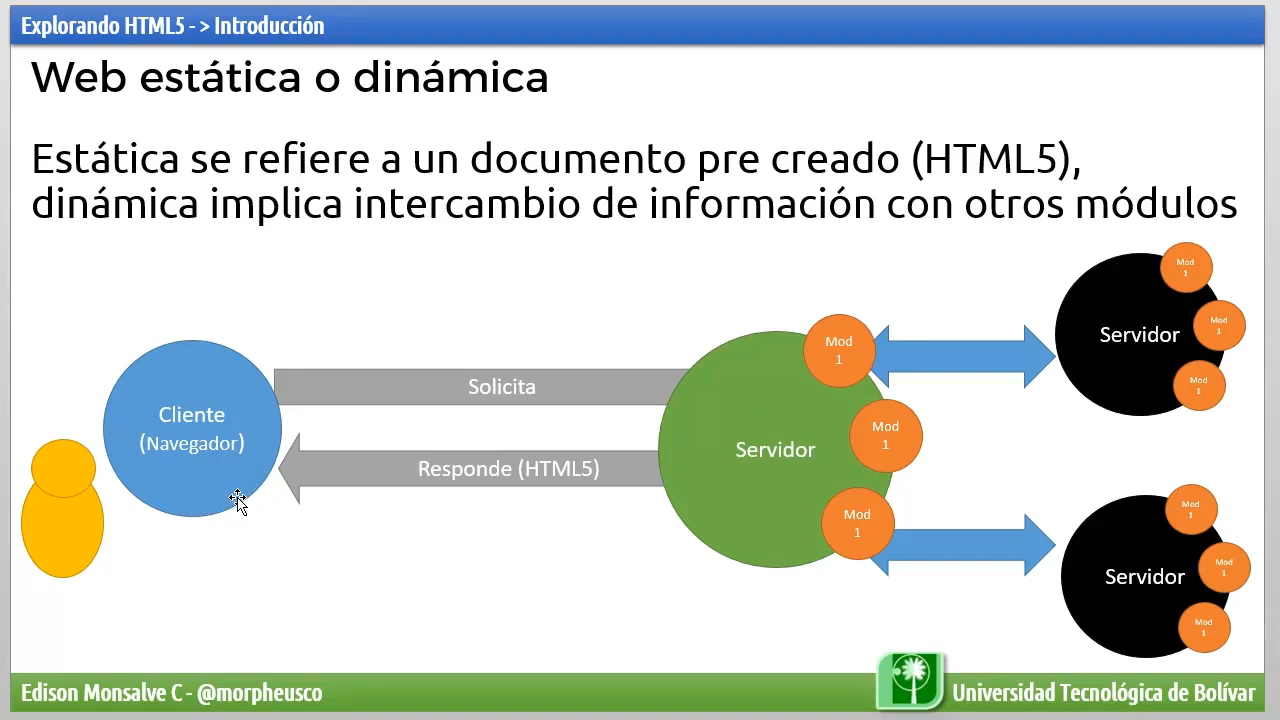 Explorando HTML5 - > Introducción
Web estática o dinámica
Estática se refiere a un documento pre creado (HTML5),
dinámica implica intercambio de información con otros módulos
Cliente
(Navegador)
Solicita
Responde (HTML5)
Servidor
Mod
1
Mod
1
Mod
1
Servidor
Mod
1
Mod
1
Mod
1
Servidor
Mod
1
Mod
1
Mod
1
Edison Monsalve C - @morpheusco
Universidad Tecnológica de Bolívar